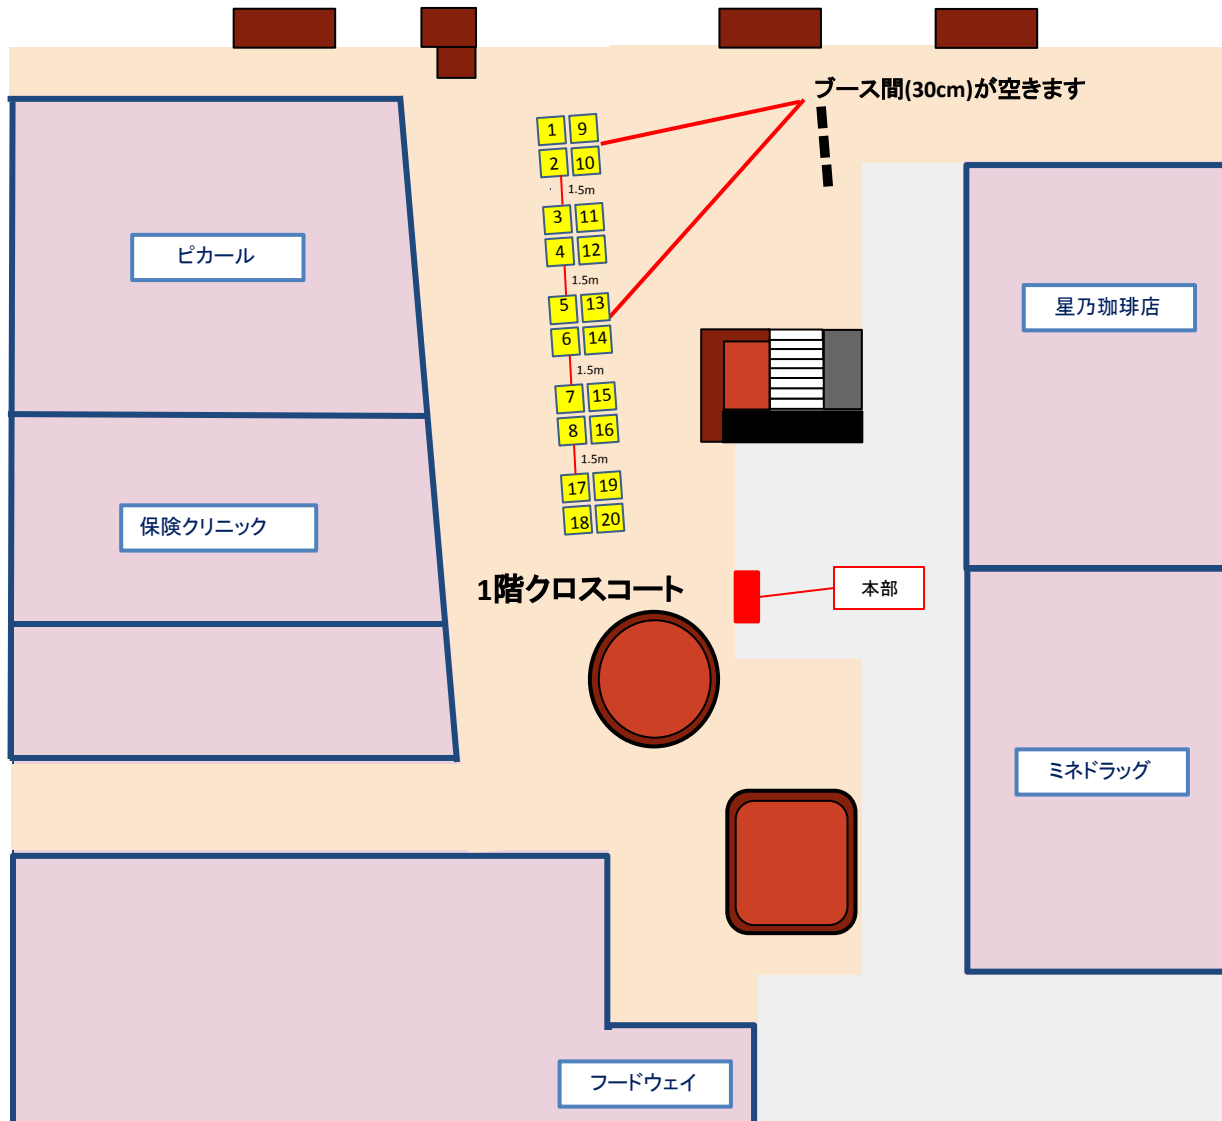 ブース間(30cm)が空きます
1 9
2 10
1.5m
3 11
4 12
1.5m
5 13
6 14
1.5m
7 15
8 16
1.5m
17 19
18 20
ピカール
星乃珈琲店
保険クリニック
1階クロスコート
本部
ミネドラッグ
フードウェイ